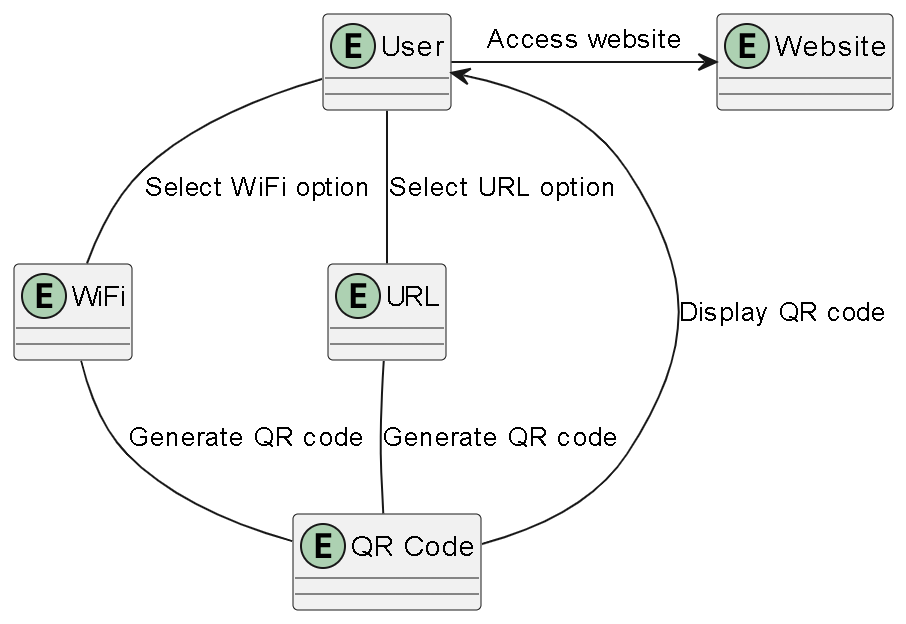 E User
Access website
E Website
Select WiFi option
Select URL option
E WiFi
E URL
Display QR code
Generate QR code
Generate QR code
E QR Code